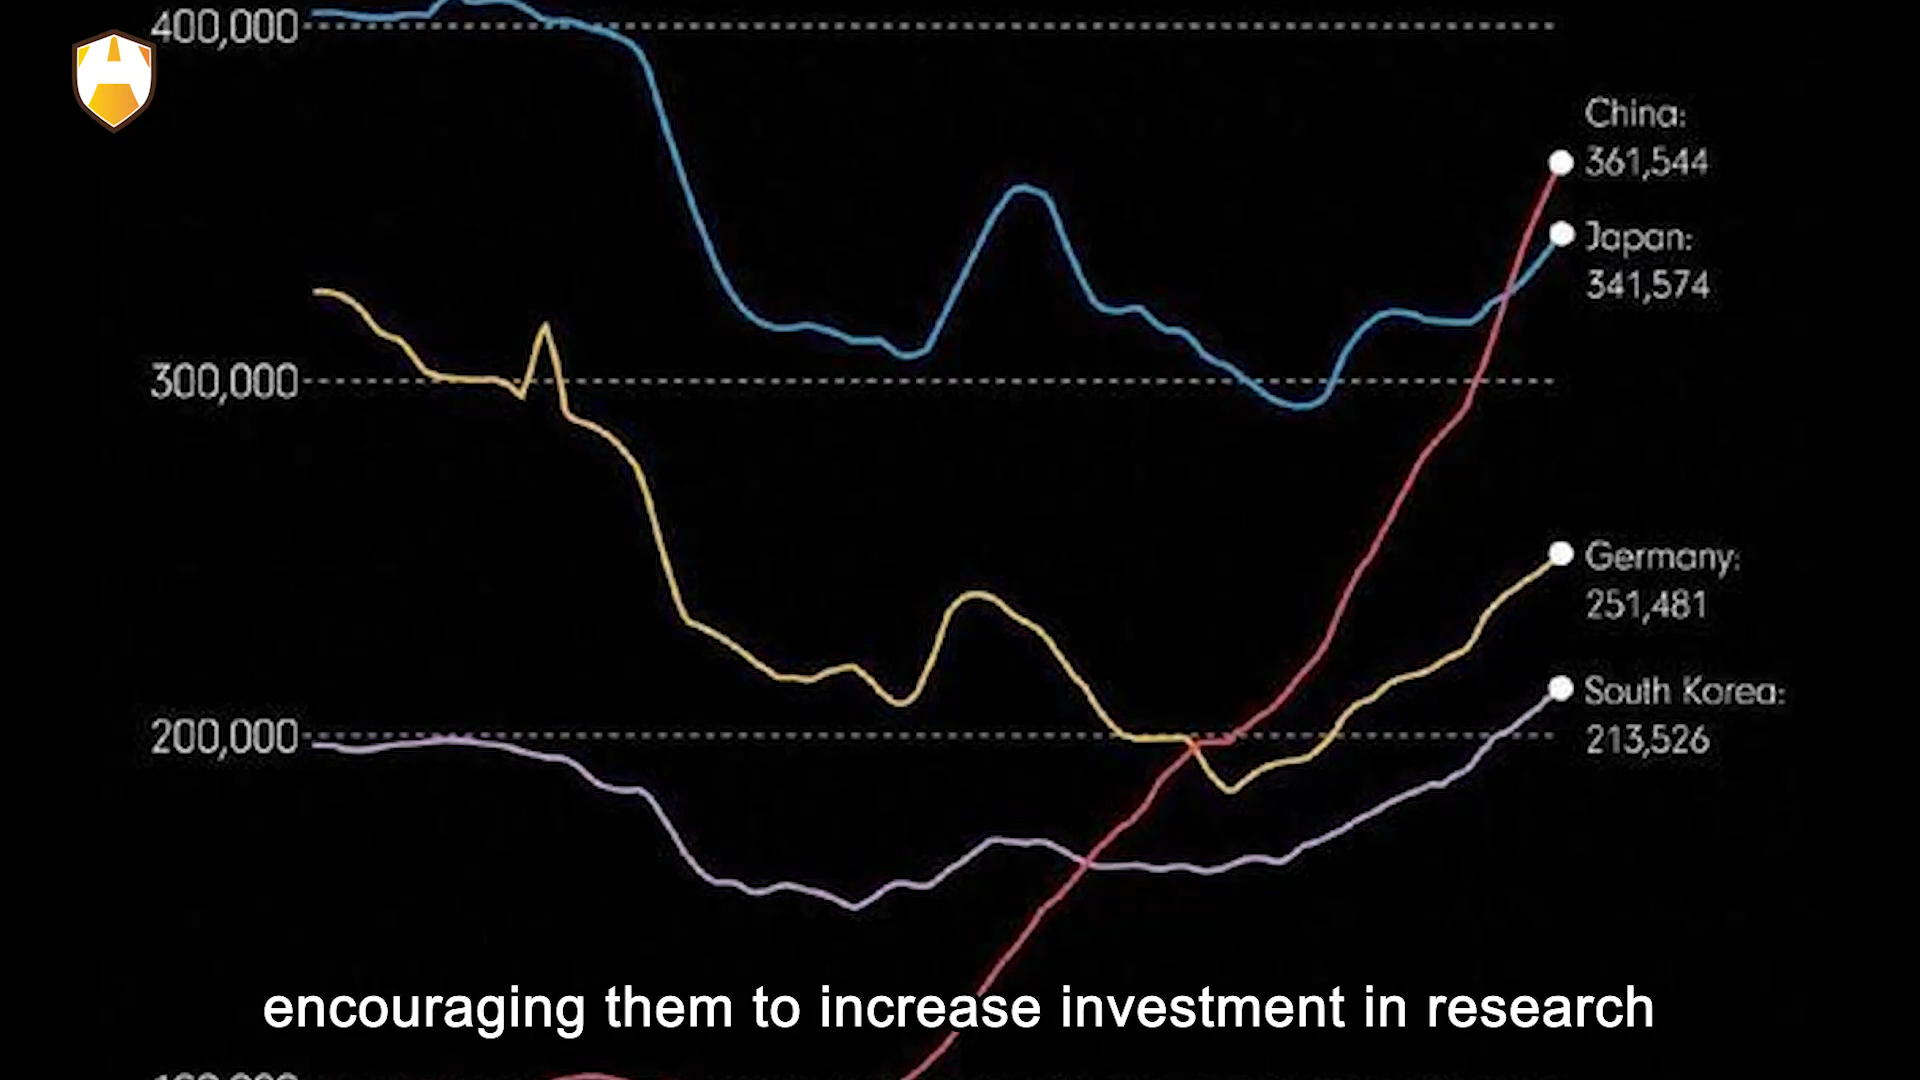 400,000
China:
361,544
Japan:
341,574
300,000
Germany:
251,481
South Korea:
213,526
200,000
encouraging them to increase investment in research